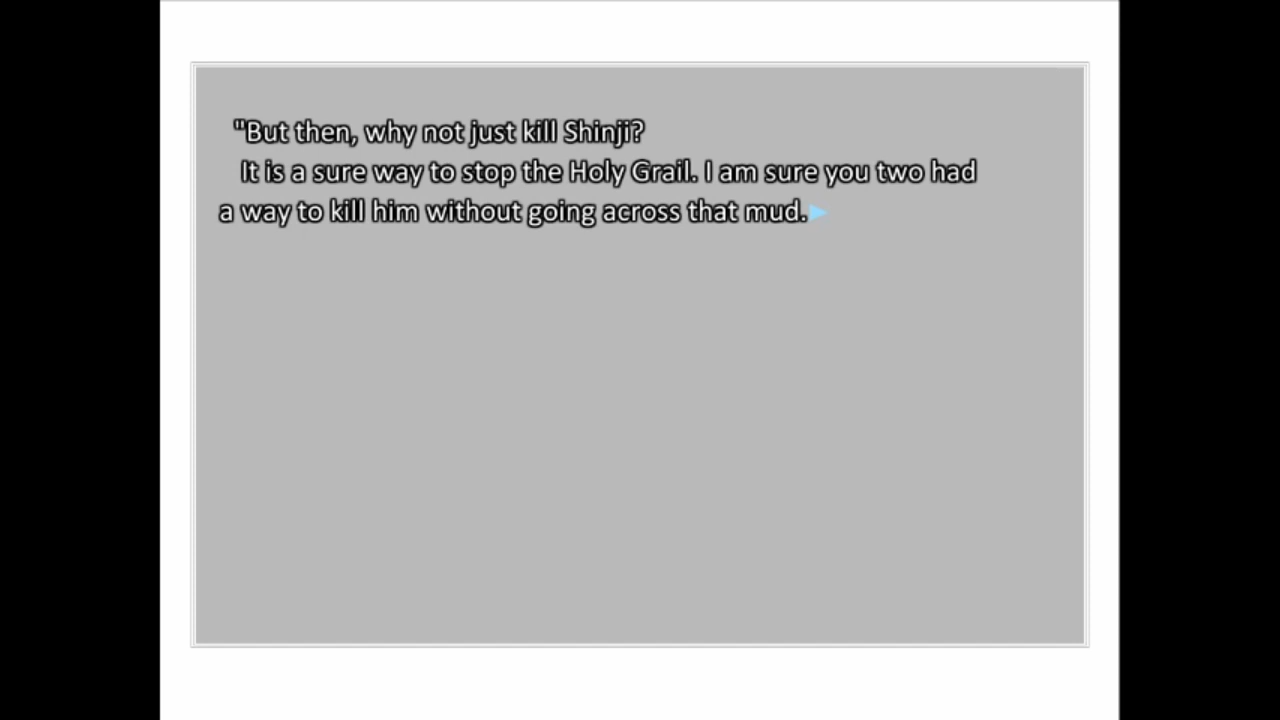 "But then, why not just kill Shinji?
It is a sure way to stop the Holy Grail. I am sure you two had
a way to kill him without going across that mud.